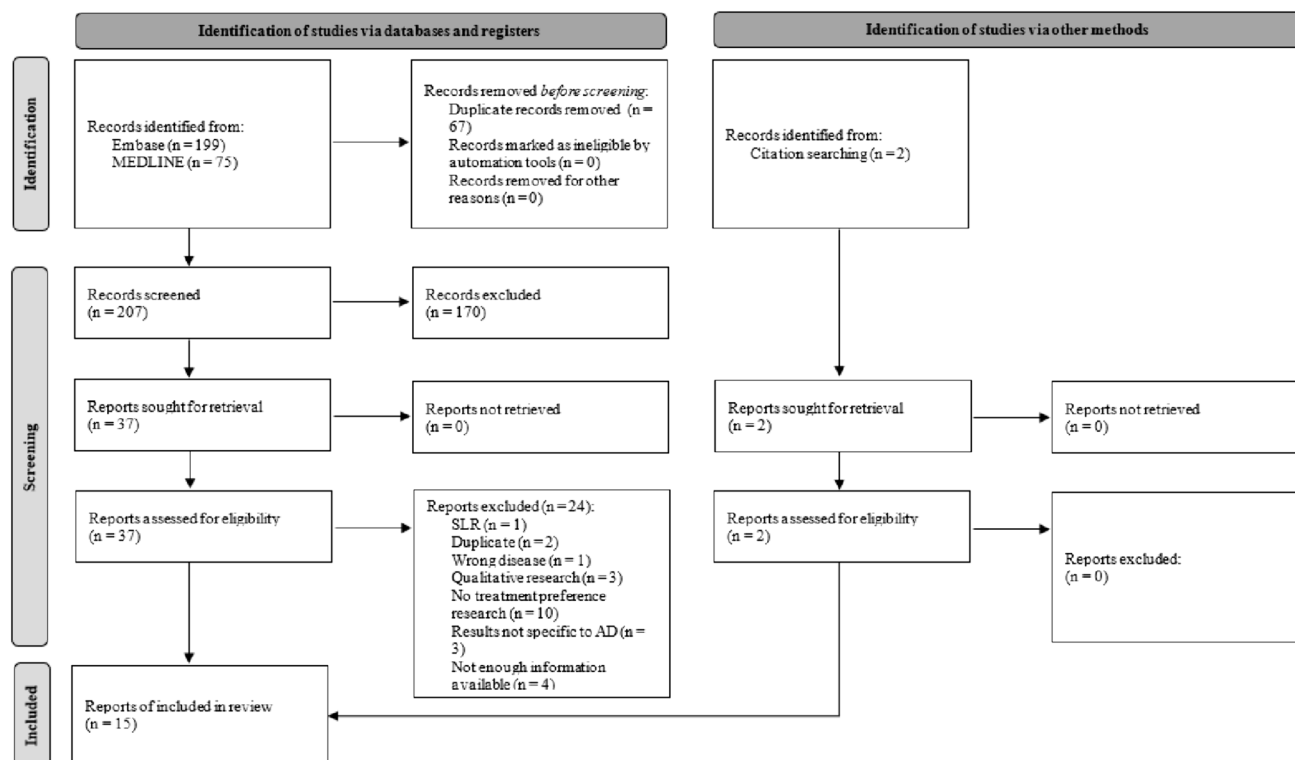 Identification of studies via databases and registers
Identification of studies via other methods
Identification
Records identified from:
Embase (n = 199)
MEDLINE (n = 75)
Records removed before screening:
Duplicate records removed (n =
67)
Records marked as ineligible by
automation tools (n = 0)
Records removed for other
reasons (n = 0)
Records identified from:
Citation searching (n = 2)
Screening
Records screened
(n = 207)
Records excluded
(n = 170)
Reports sought for retrieval
(n = 37)
Reports not retrieved
(n = 0)
Reports sought for retrieval
(n = 2)
Reports not retrieved
(n = 0)
Reports assessed for eligibility
(n = 37)
Reports excluded (n = 24):
SLR (n = 1)
Duplicate (n = 2)
Wrong disease (n = 1)
Qualitative research (n = 3)
No treatment preference
research (n = 10)
Results not specific to AD (n =
3)
Not enough information
available (n = 4)
Reports assessed for eligibility
(n = 2)
Reports excluded:
(n = 0)
Included
Reports of included in review
(n = 15)